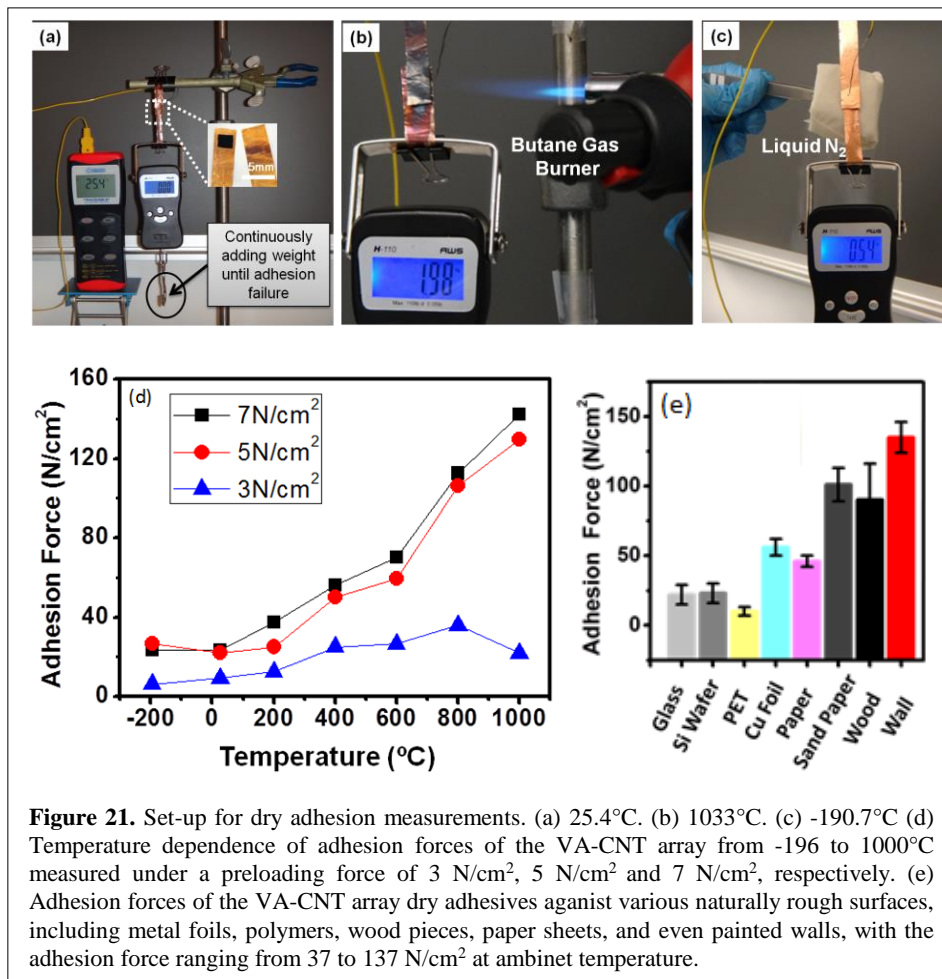 (a)
25.4
5mm
Continuously
adding weight
until adhesion
failure
(b)
Butane Gas
Burner
H-110
AWS
1.98
(c)
Liquid N₂
H-110
AWS
0.54
(d)
7N/cm²
5N/cm²
3N/cm²
Adhesion Force (N/cm²)
160
120
80
40
0
-200 0 200 400 600 800 1000
Temperature (ºC)
(e)
Adhesion Force (N/cm²)
150
100
50
0
Glass
Si Wafer
PET
Cu Foil
Paper
Sand Paper
Wood
Wall
Figure 21. Set-up for dry adhesion measurements. (a) 25.4°C. (b) 1033°C. (c) -190.7°C (d)
Temperature dependence of adhesion forces of the VA-CNT array from -196 to 1000°C
measured under a preloading force of 3 N/cm², 5 N/cm² and 7 N/cm², respectively. (e)
Adhesion forces of the VA-CNT array dry adhesives aganist various naturally rough surfaces,
including metal foils, polymers, wood pieces, paper sheets, and even painted walls, with the
adhesion force ranging from 37 to 137 N/cm² at ambinet temperature.